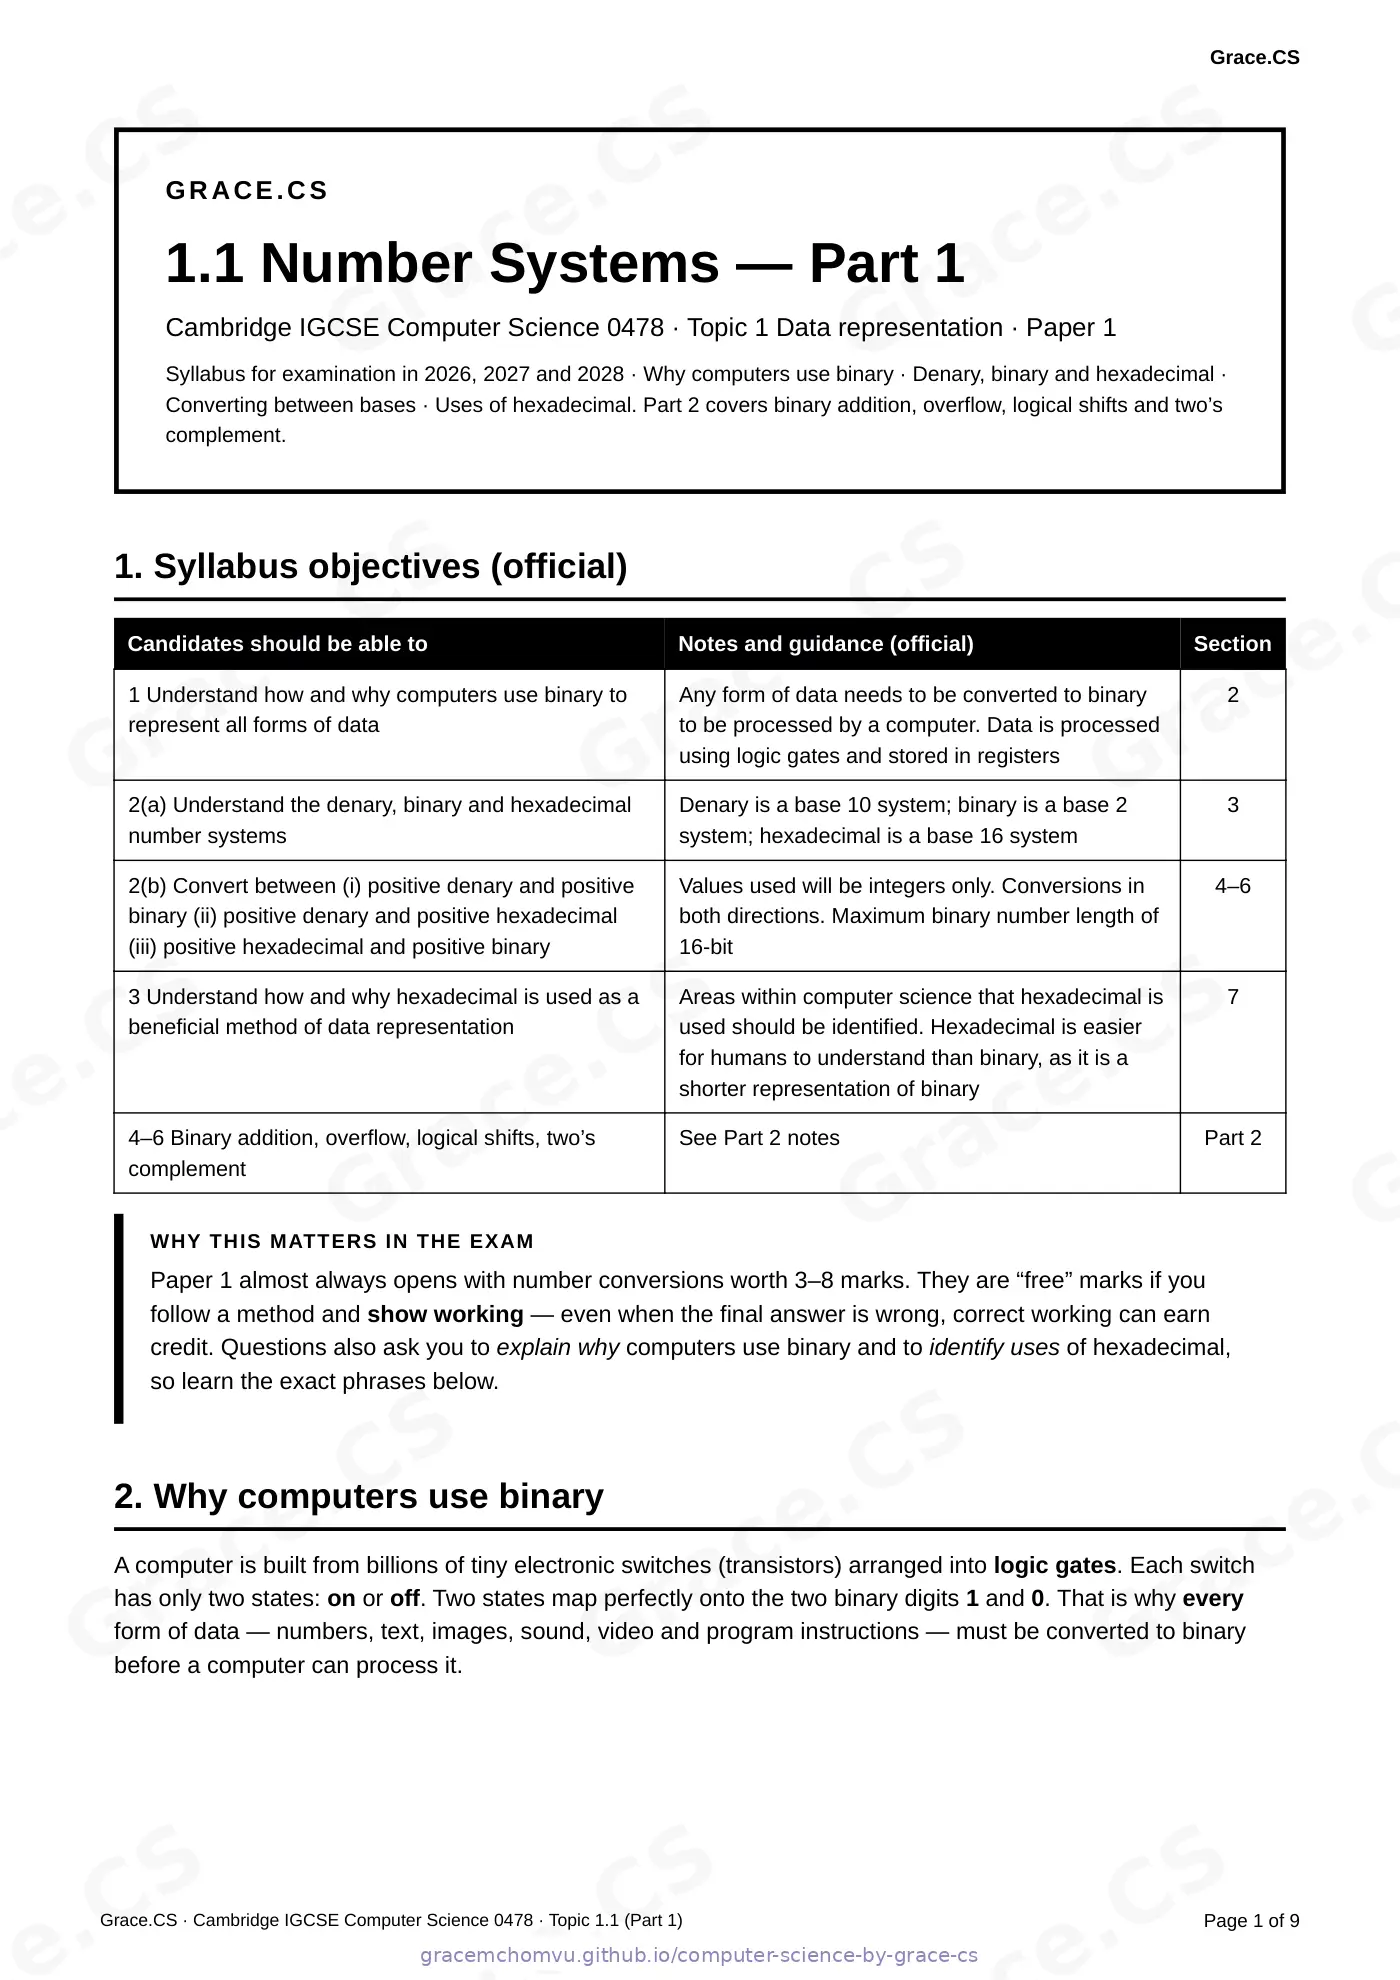 Grace.CS
GRACE.CS
1.1 Number Systems — Part 1
Cambridge IGCSE Computer Science 0478 · Topic 1 Data representation · Paper 1
Syllabus for examination in 2026, 2027 and 2028 · Why computers use binary · Denary, binary and hexadecimal ·
Converting between bases · Uses of hexadecimal. Part 2 covers binary addition, overflow, logical shifts and two’s
complement.
1. Syllabus objectives (official)
Candidates should be able to
Notes and guidance (official)
Section
1 Understand how and why computers use binary to
represent all forms of data
Any form of data needs to be converted to binary
to be processed by a computer. Data is processed
using logic gates and stored in registers
2
2(a) Understand the denary, binary and hexadecimal
number systems
Denary is a base 10 system; binary is a base 2
system; hexadecimal is a base 16 system
3
2(b) Convert between (i) positive denary and positive
binary (ii) positive denary and positive hexadecimal
(iii) positive hexadecimal and positive binary
Values used will be integers only. Conversions in
both directions. Maximum binary number length of
16-bit
4–6
3 Understand how and why hexadecimal is used as a
beneficial method of data representation
Areas within computer science that hexadecimal is
used should be identified. Hexadecimal is easier
for humans to understand than binary, as it is a
shorter representation of binary
7
4–6 Binary addition, overflow, logical shifts, two’s
complement
See Part 2 notes
Part 2
WHY THIS MATTERS IN THE EXAM
Paper 1 almost always opens with number conversions worth 3–8 marks. They are “free” marks if you
follow a method and show working — even when the final answer is wrong, correct working can earn
credit. Questions also ask you to explain why computers use binary and to identify uses of hexadecimal,
so learn the exact phrases below.
2. Why computers use binary
A computer is built from billions of tiny electronic switches (transistors) arranged into logic gates. Each switch
has only two states: on or off. Two states map perfectly onto the two binary digits 1 and 0. That is why every
form of data — numbers, text, images, sound, video and program instructions — must be converted to binary
before a computer can process it.
Grace.CS · Cambridge IGCSE Computer Science 0478 · Topic 1.1 (Part 1)
Page 1 of 9
gracemchomvu.github.io/computer-science-by-grace-cs